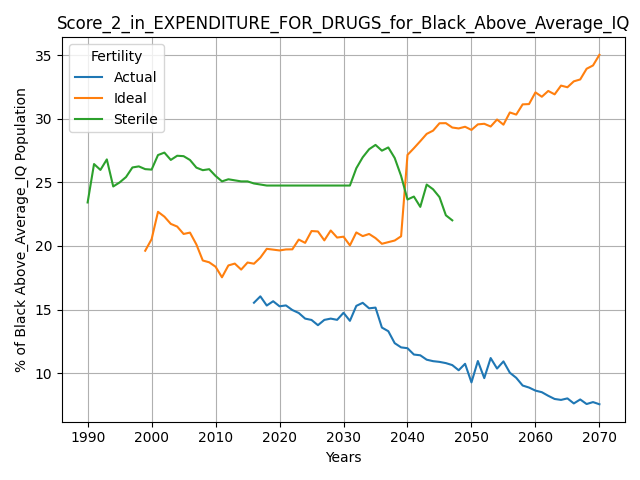 Score_2_in_EXPENDITURE_FOR_DRUGS_for_Black_Above_Average_IQ
% of Black Above_Average_IQ Population
35
30
25
20
15
10
Fertility
Actual
Ideal
Sterile
1990 2000 2010 2020 2030 2040 2050 2060 2070
Years